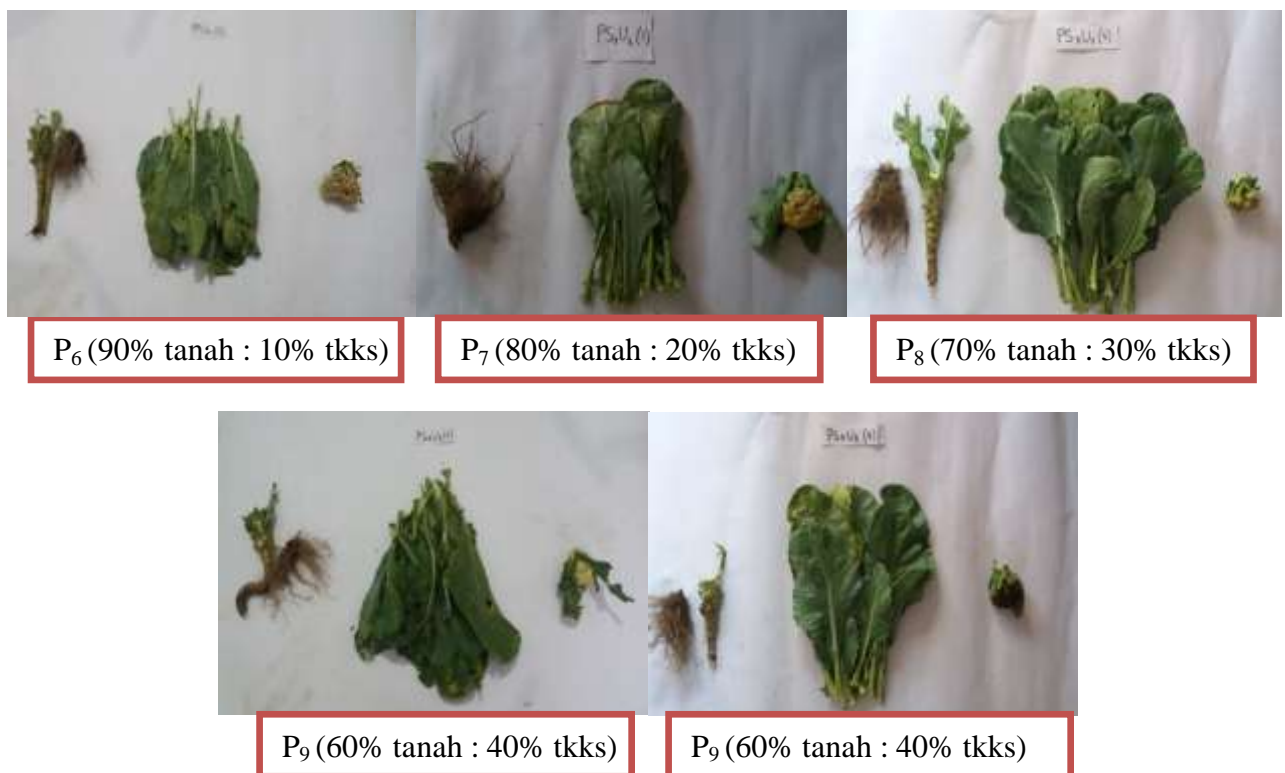 P₆ (90% tanah : 10% tkks)
P₇ (80% tanah : 20% tkks)
P₈ (70% tanah : 30% tkks)
P₉ (60% tanah : 40% tkks)
P₉ (60% tanah : 40% tkks)